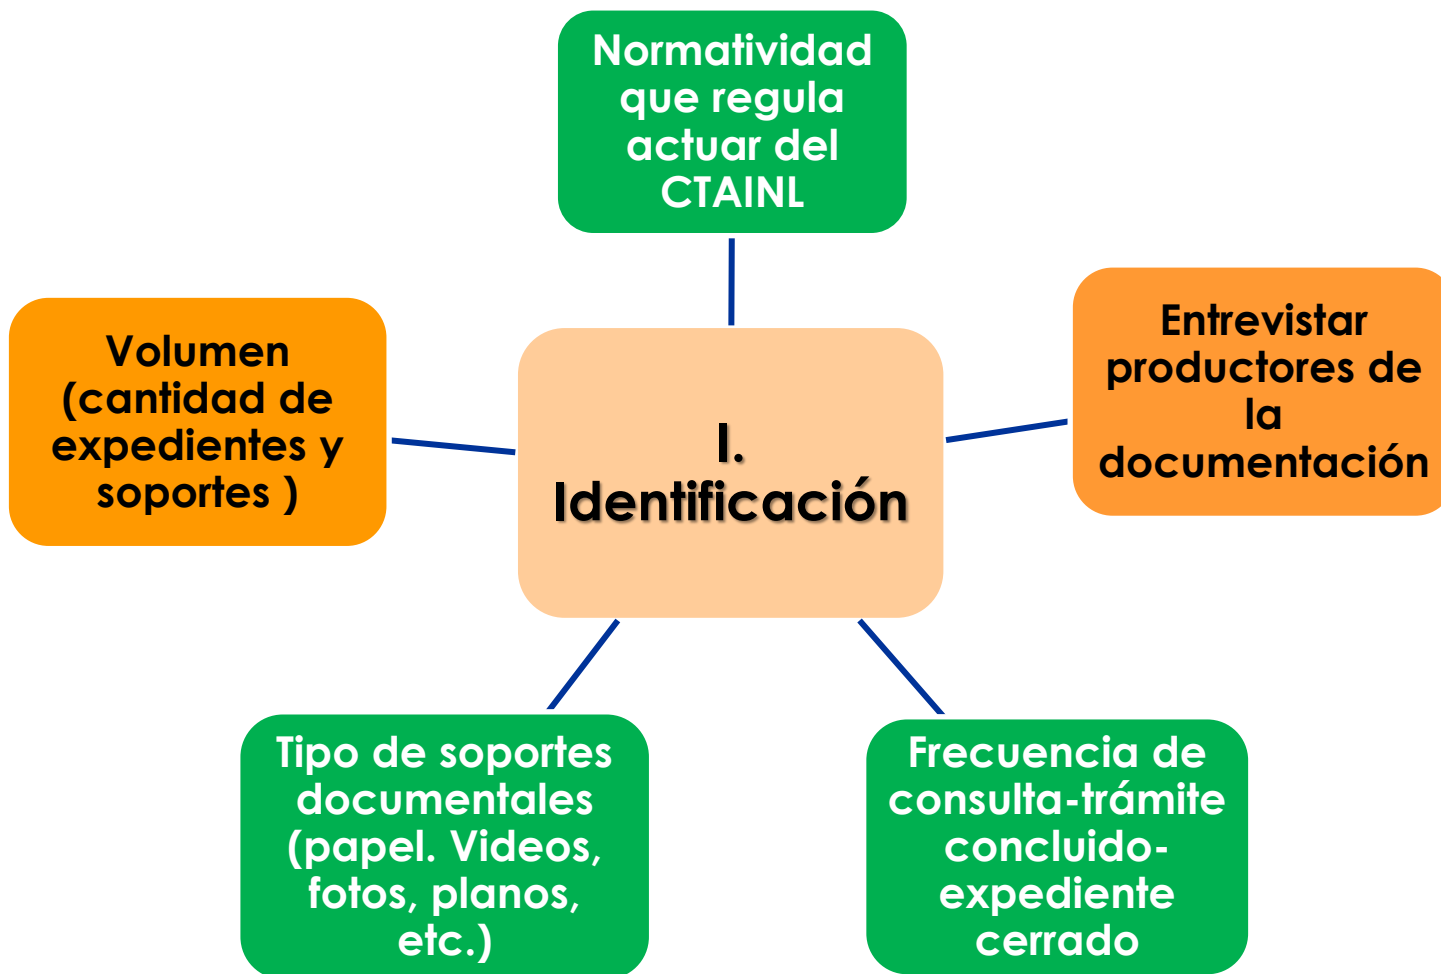 Normatividad
que regula
actuar del
CTAINL
Volumen
(cantidad de
expedientes y
soportes )
I.
Identificación
Entrevistar
productores de
la
documentación
Tipo de soportes
documentales
(papel. Videos,
fotos, planos,
etc.)
Frecuencia de
consulta-trámite
concluido-
expediente
cerrado